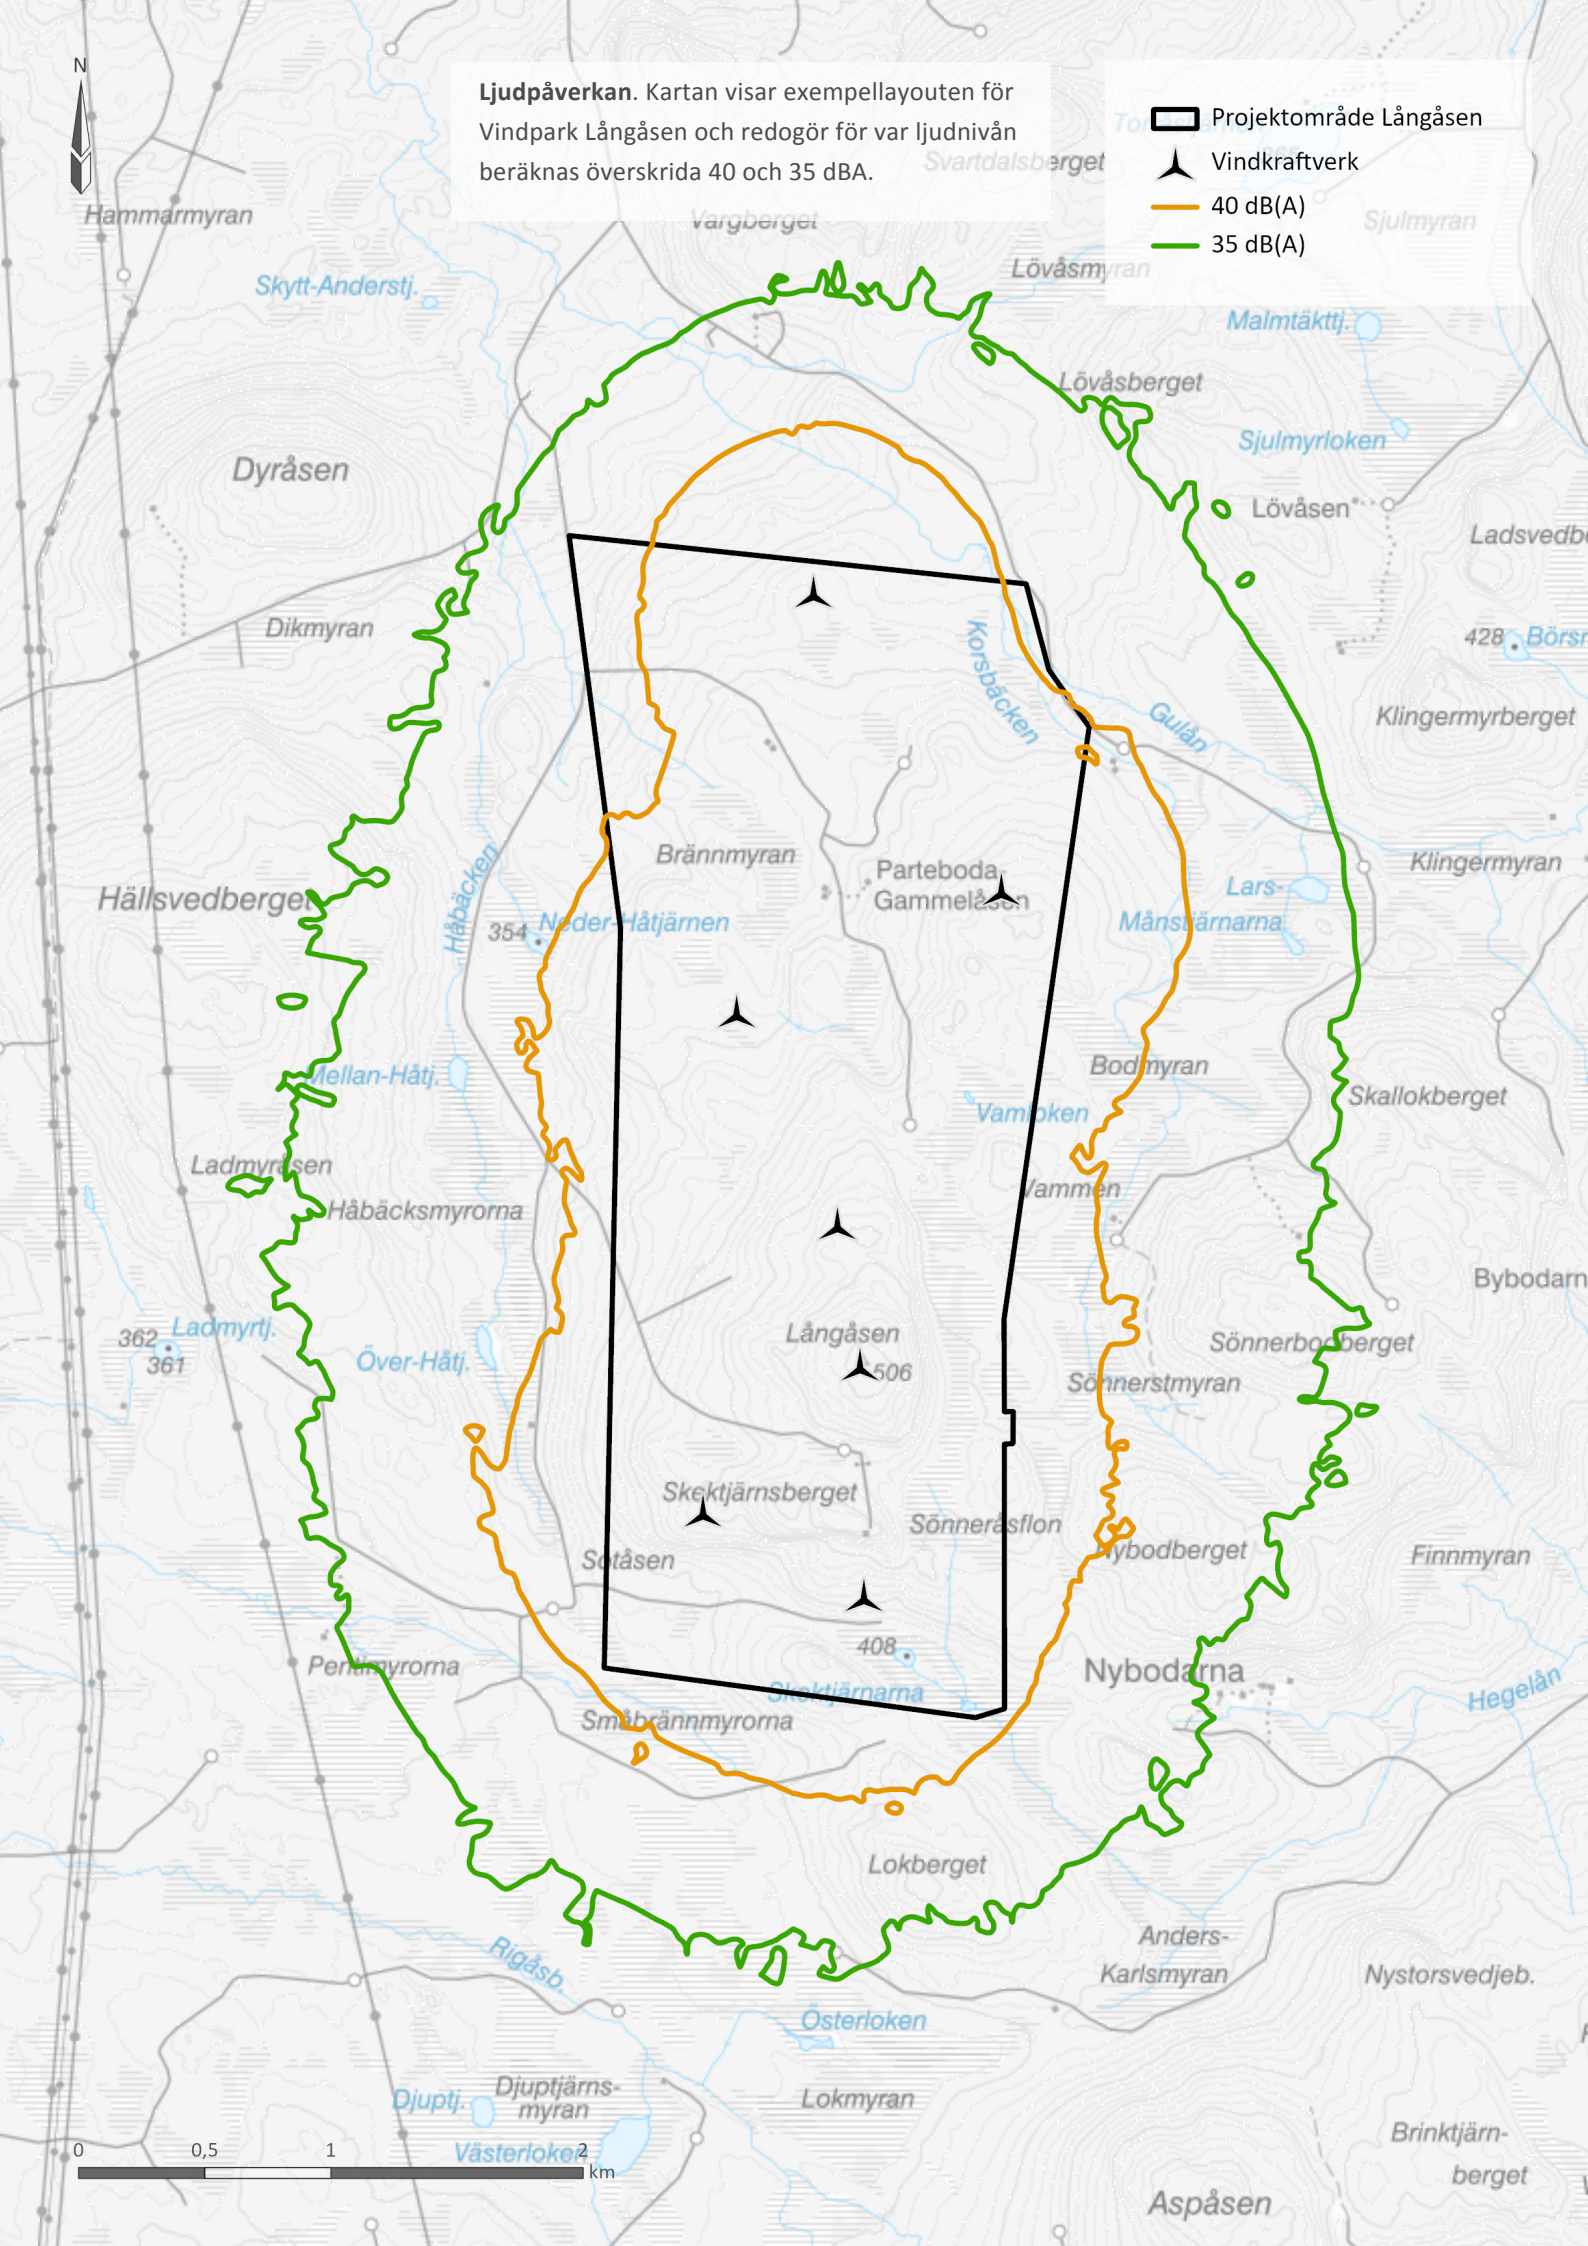 N
Ljudpåverkan. Kartan visar exempellayouten för
Vindpark Långåsen och redogör för var ljudnivån
beräknas överskrida 40 och 35 dBA.
Projektområde Långåsen
Vindkraftverk
40 dB(A)
35 dB(A)
Svartdalsberget
Hammarmyran
Vargberget
Sjulmyran
Lövåsmyran
Skytt-Anderstj.
Malmtäkttj.
Lövåsberget
Sjulmyrloken
Dyråsen
Lövåsen
Dikmyran
Korsbäcken
428
Gulån
Klingermyrberget
Brännmyran
Parteboda
Gammelåsen
Klingermyran
Hällsvedberget
Håbäcken
354
Neder-Håtjärnen
Lars-
Månstjärnarna
Mellan-Håtj.
Bodmyran
Vamloken
Skallokberget
Ladmyråsen
Vammen
Håbäcksmyrorna
362
361
Ladmyrtj.
Över-Håtj.
Långåsen
506
Sönnerbodberget
Sönnerstmyran
Skektjärnsberget
Sönneråsflon
Nybodberget
Finnmyran
Sotåsen
408
Pentimyrorna
Nybodarna
Skektjärnarna
Hegelån
Småbrännmyrorna
Lokberget
Anders-
Karlsmyran
Nystorsvedjeb.
Rigåsb.
Österloken
Djuptj.
Djuptjärns-
myran
Lokmyran
Västerloken
Brinktjärn-
berget
Aspåsen
0
0,5
1
2
km